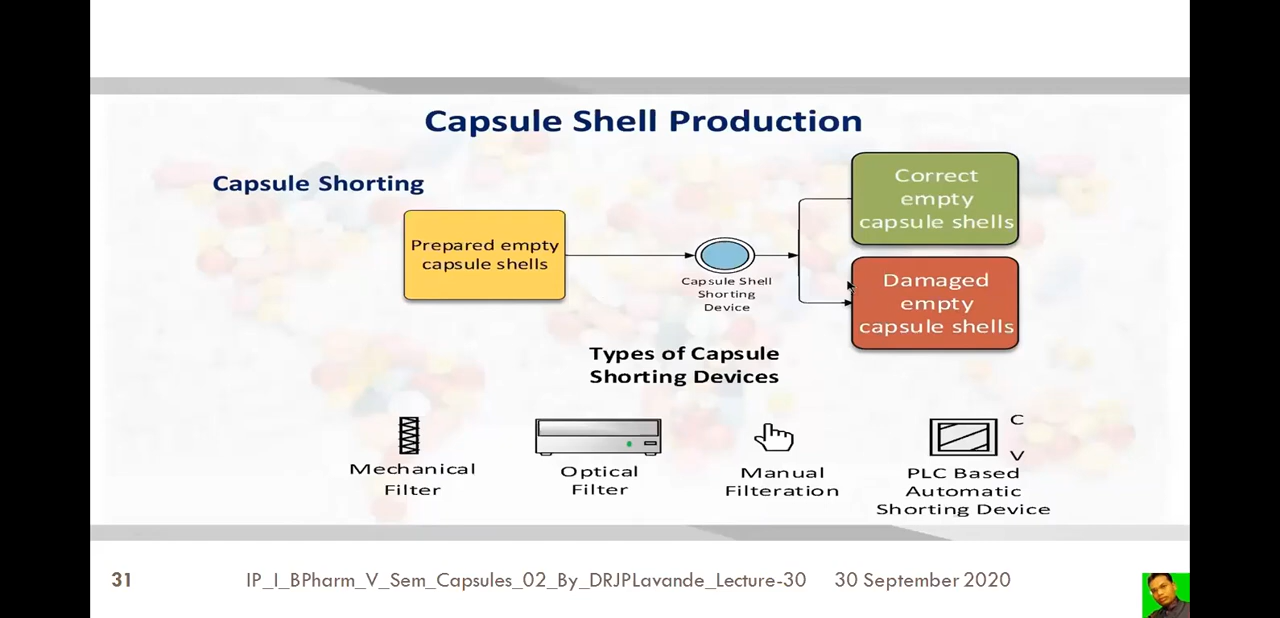 Capsule Shell Production
Capsule Shorting
Prepared empty
capsule shells
Capsule Shell
Shorting
Device
Correct
empty
capsule shells
Damaged
empty
capsule shells
Types of Capsule
Shorting Devices
Mechanical
Filter
Optical
Filter
Manual
Filteration
C
V
PLC Based
Automatic
Shorting Device
31
IP_I_BPharm_V_Sem_Capsules_02_By_DRJPLavande_Lecture-30
30 September 2020